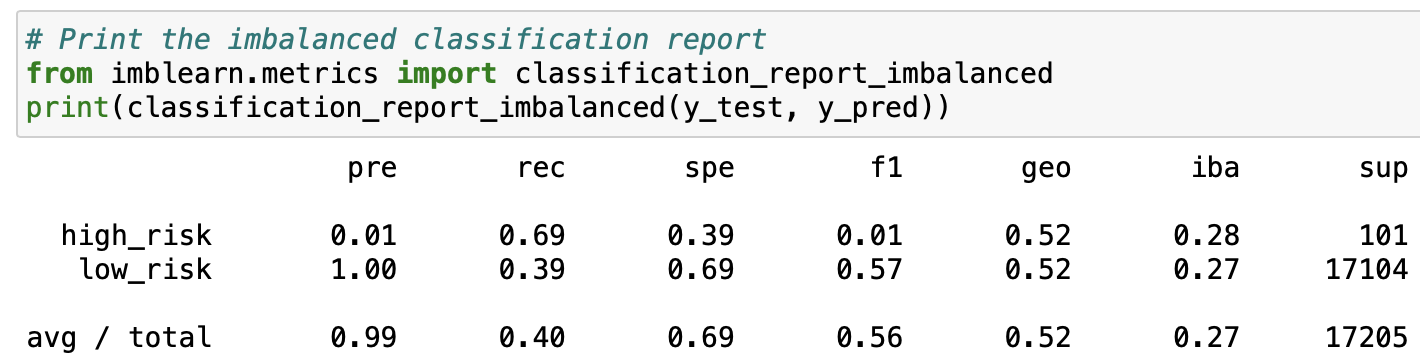 # Print the imbalanced classification report
from imblearn.metrics import classification_report_imbalanced
print(classification_report_imbalanced(y_test, y_pred))
pre rec spe f1 geo iba sup
high_risk 0.01 0.69 0.39 0.01 0.52 0.28 101
low_risk 1.00 0.39 0.69 0.57 0.52 0.27 17104
avg / total 0.99 0.40 0.69 0.56 0.52 0.27 17205